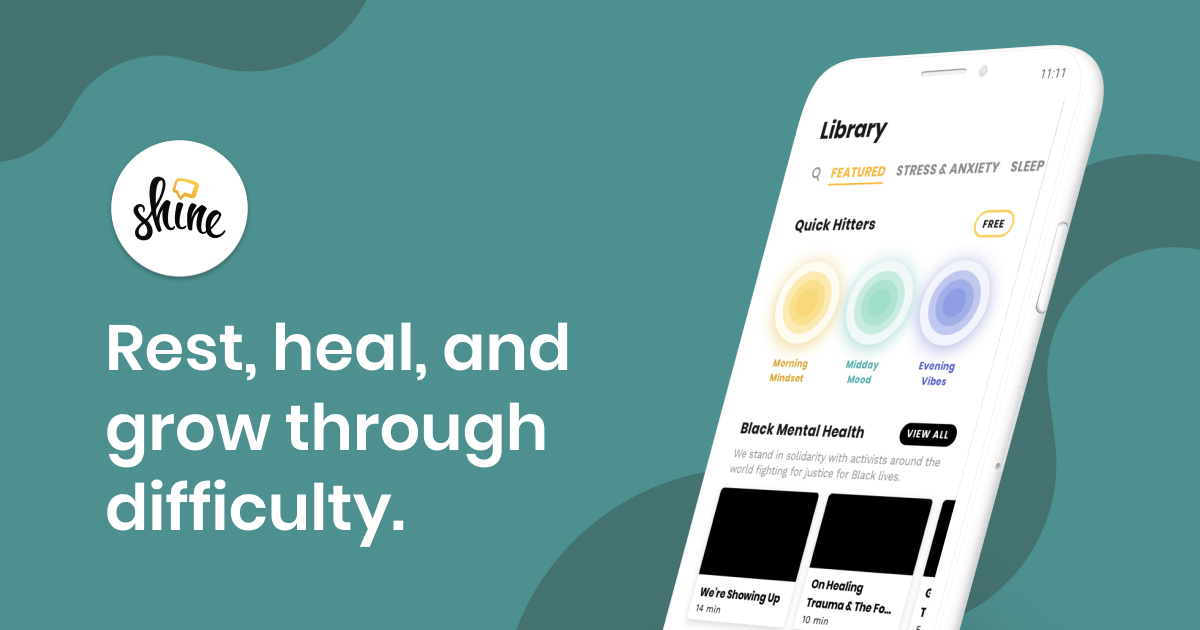 shine
Rest, heal, and
grow through
difficulty.
11:11
Library
FEATURED STRESS & ANXIETY SLEEP
Quick Hitters FREE
Morning Midday Evening
Mindset Mood Vibes
Black Mental Health VIEW ALL
We stand in solidarity with activists around the
world fighting for justice for Black lives.
We're Showing Up
14 min
On Healing
Trauma & The Fo...
10 min
G
T